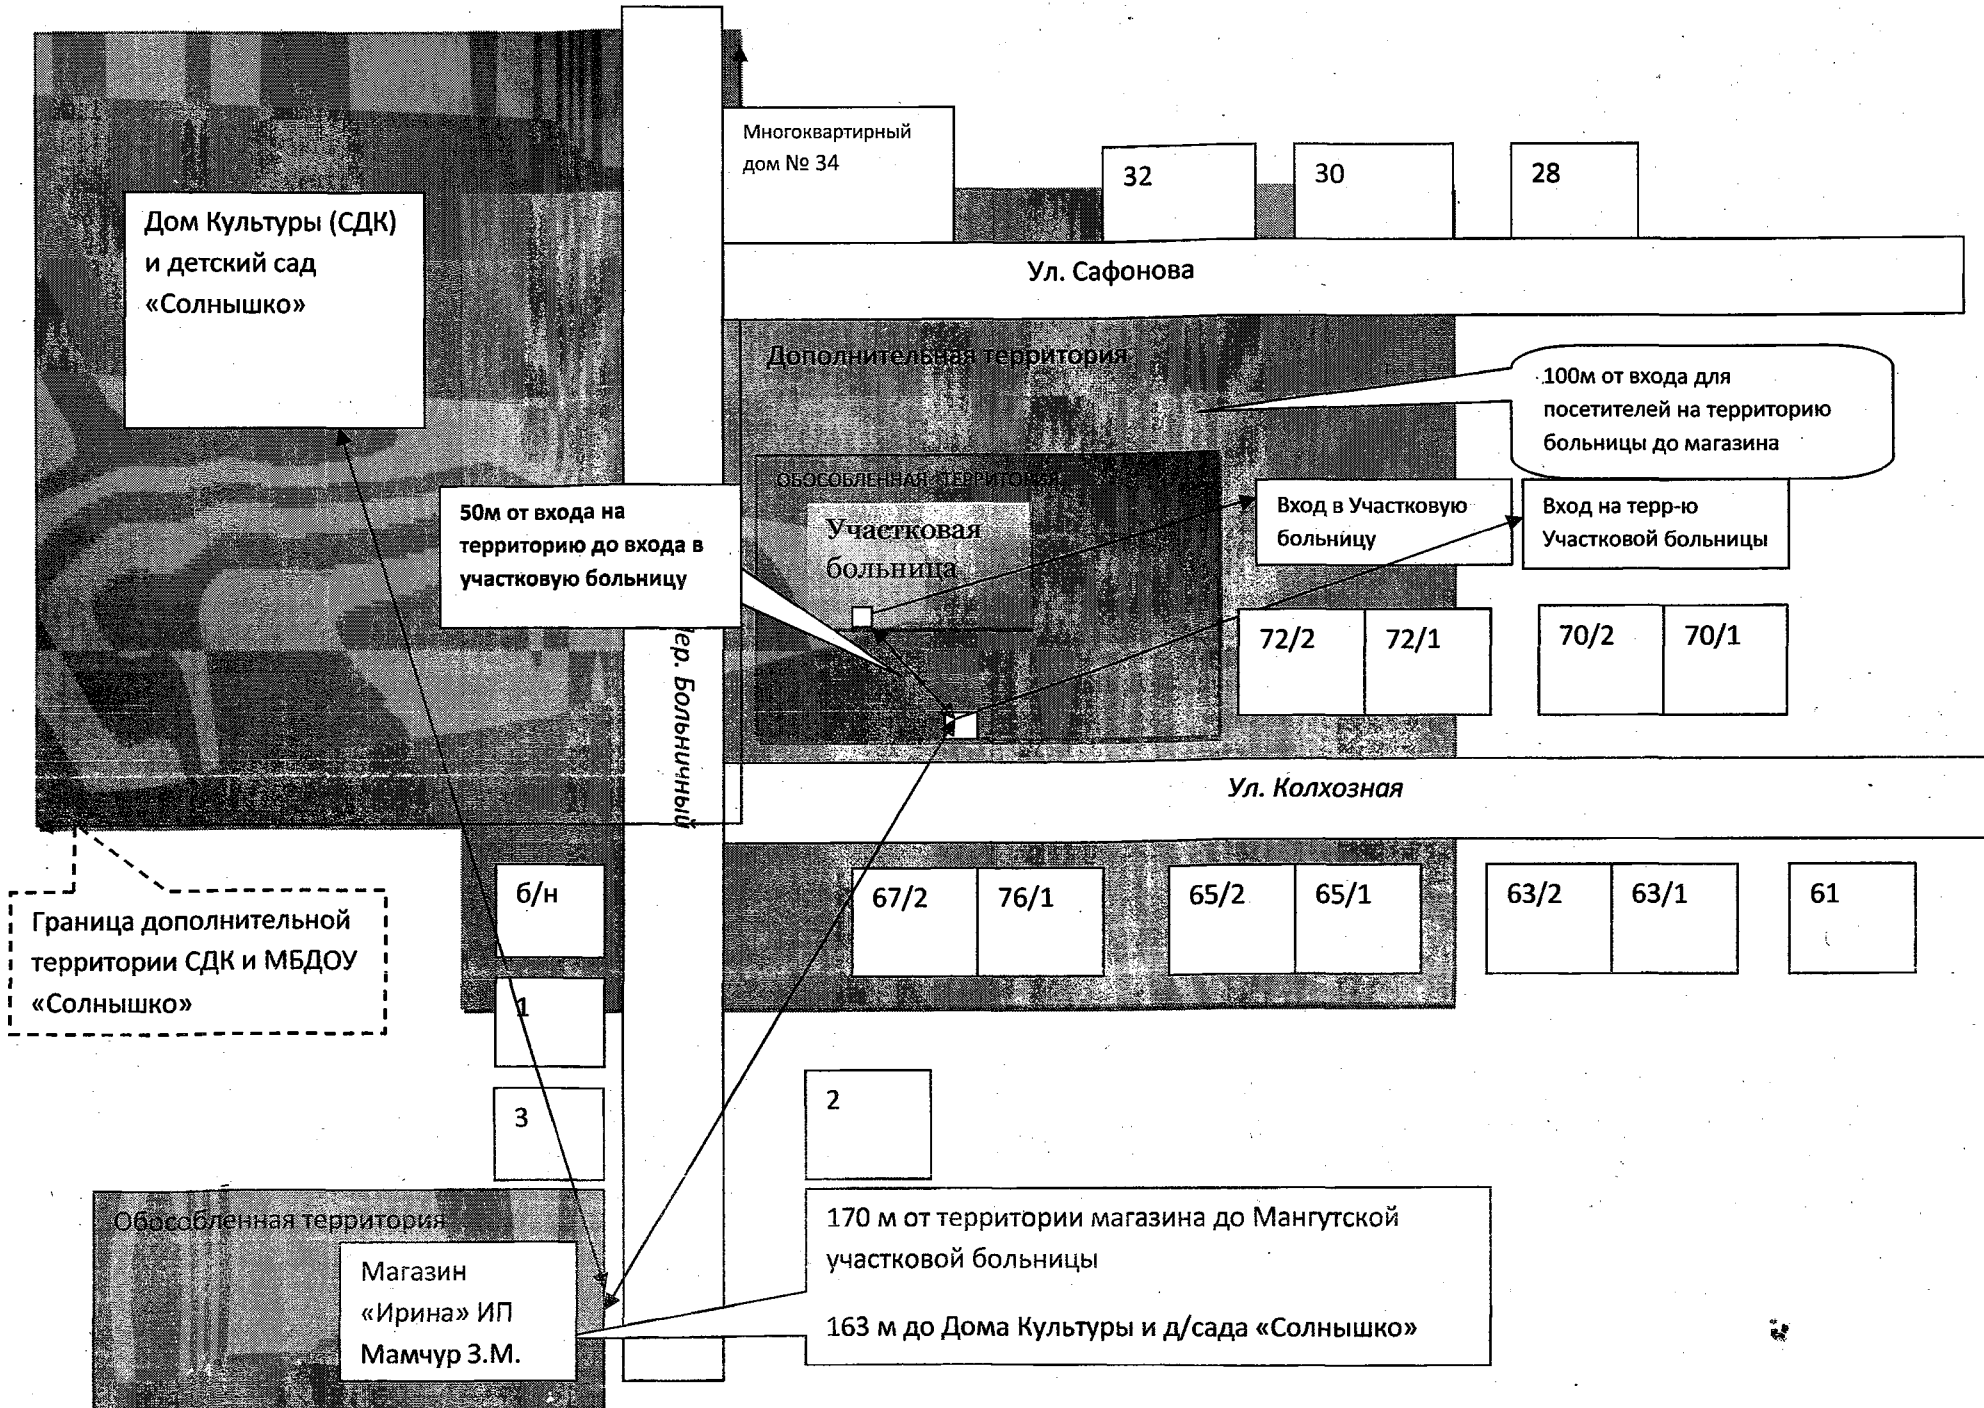 Многоквартирный
дом № 34
32
30
28
Дом Культуры (СДК)
и детский сад
«Солнышко»
Ул. Сафонова
Дополнительная территория
100м от входа для
посетителей на территорию
больницы до магазина
ОБОСОБЛЕННАЯ ТЕРРИТОРИЯ
50м от входа на
территорию до входа в
участковую больницу
Участковая
больница
Вход в Участковую
больницу
Вход на терр-ю
Участковой больницы
72/2
72/1
70/2
70/1
Пер. Больничный
Ул. Колхозная
б/н
67/2
76/1
65/2
65/1
63/2
63/1
61
Граница дополнительной
территории СДК и МБДОУ
«Солнышко»
1
3
2
Обособленная территория
170 м от территории магазина до Мангутской
участковой больницы
163 м до Дома Культуры и д/сада «Солнышко»
Магазин
«Ирина» ИП
Мамчур З.М.